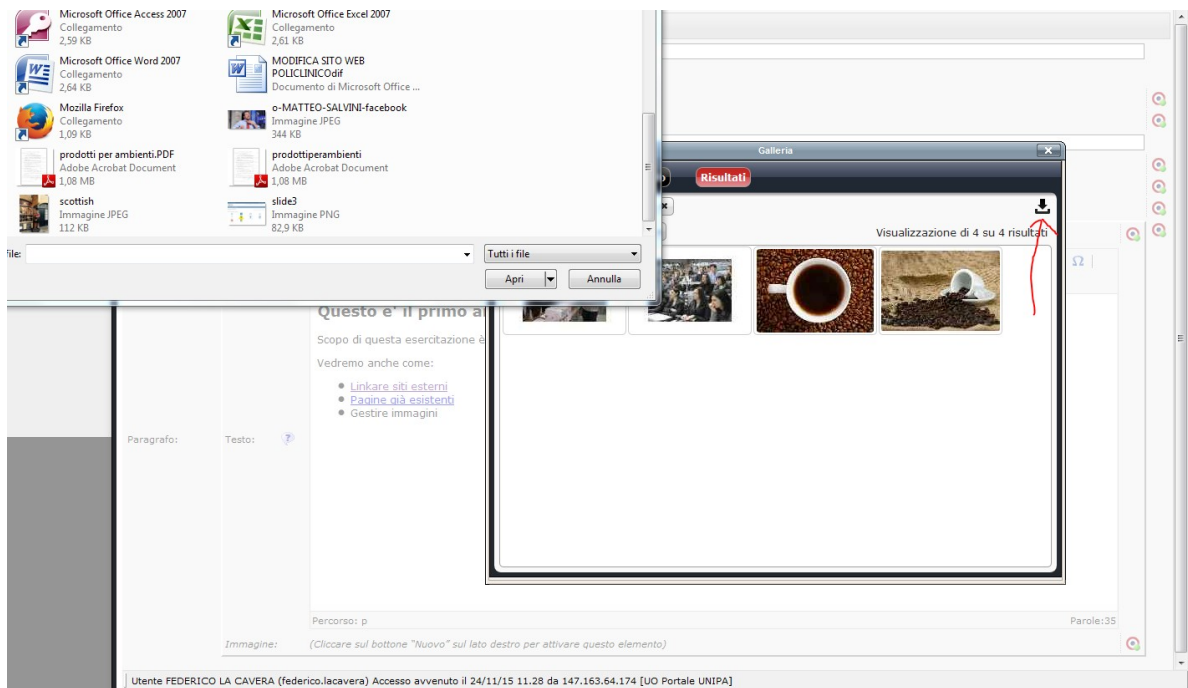 Microsoft Office Access 2007
Collegamento
2,59 KB
Microsoft Office Excel 2007
Collegamento
2,61 KB
Microsoft Office Word 2007
Collegamento
2,64 KB
MODIFICA SITO WEB
POLICLINICOdif
Documento di Microsoft Office ...
Mozilla Firefox
Collegamento
1,09 KB
o-MATTEO-SALVINI-facebook
Immagine JPEG
344 KB
prodotti per ambienti.PDF
Adobe Acrobat Document
1,08 MB
prodottiperambienti
Adobe Acrobat Document
1,08 MB
scottish
Immagine JPEG
112 KB
slide3
Immagine PNG
82,9 KB
file:
Tutti i file
Apri
Annulla
Galleria
Risultati
Visualizzazione di 4 su 4 risultati
Ω
Questo e' il primo
Scopo di questa esercitazione è
Vedremo anche come:
Linkare siti esterni
Pagine già esistenti
Gestire immagini
Paragrafo:
Testo:
?
Percorso: p
Parole:35
Immagine:
(Cliccare sul bottone "Nuovo" sul lato destro per attivare questo elemento)
Utente FEDERICO LA CAVERA (federico.lacavera) Accesso avvenuto il 24/11/15 11.28 da 147.163.64.174 [UO Portale UNIPA]